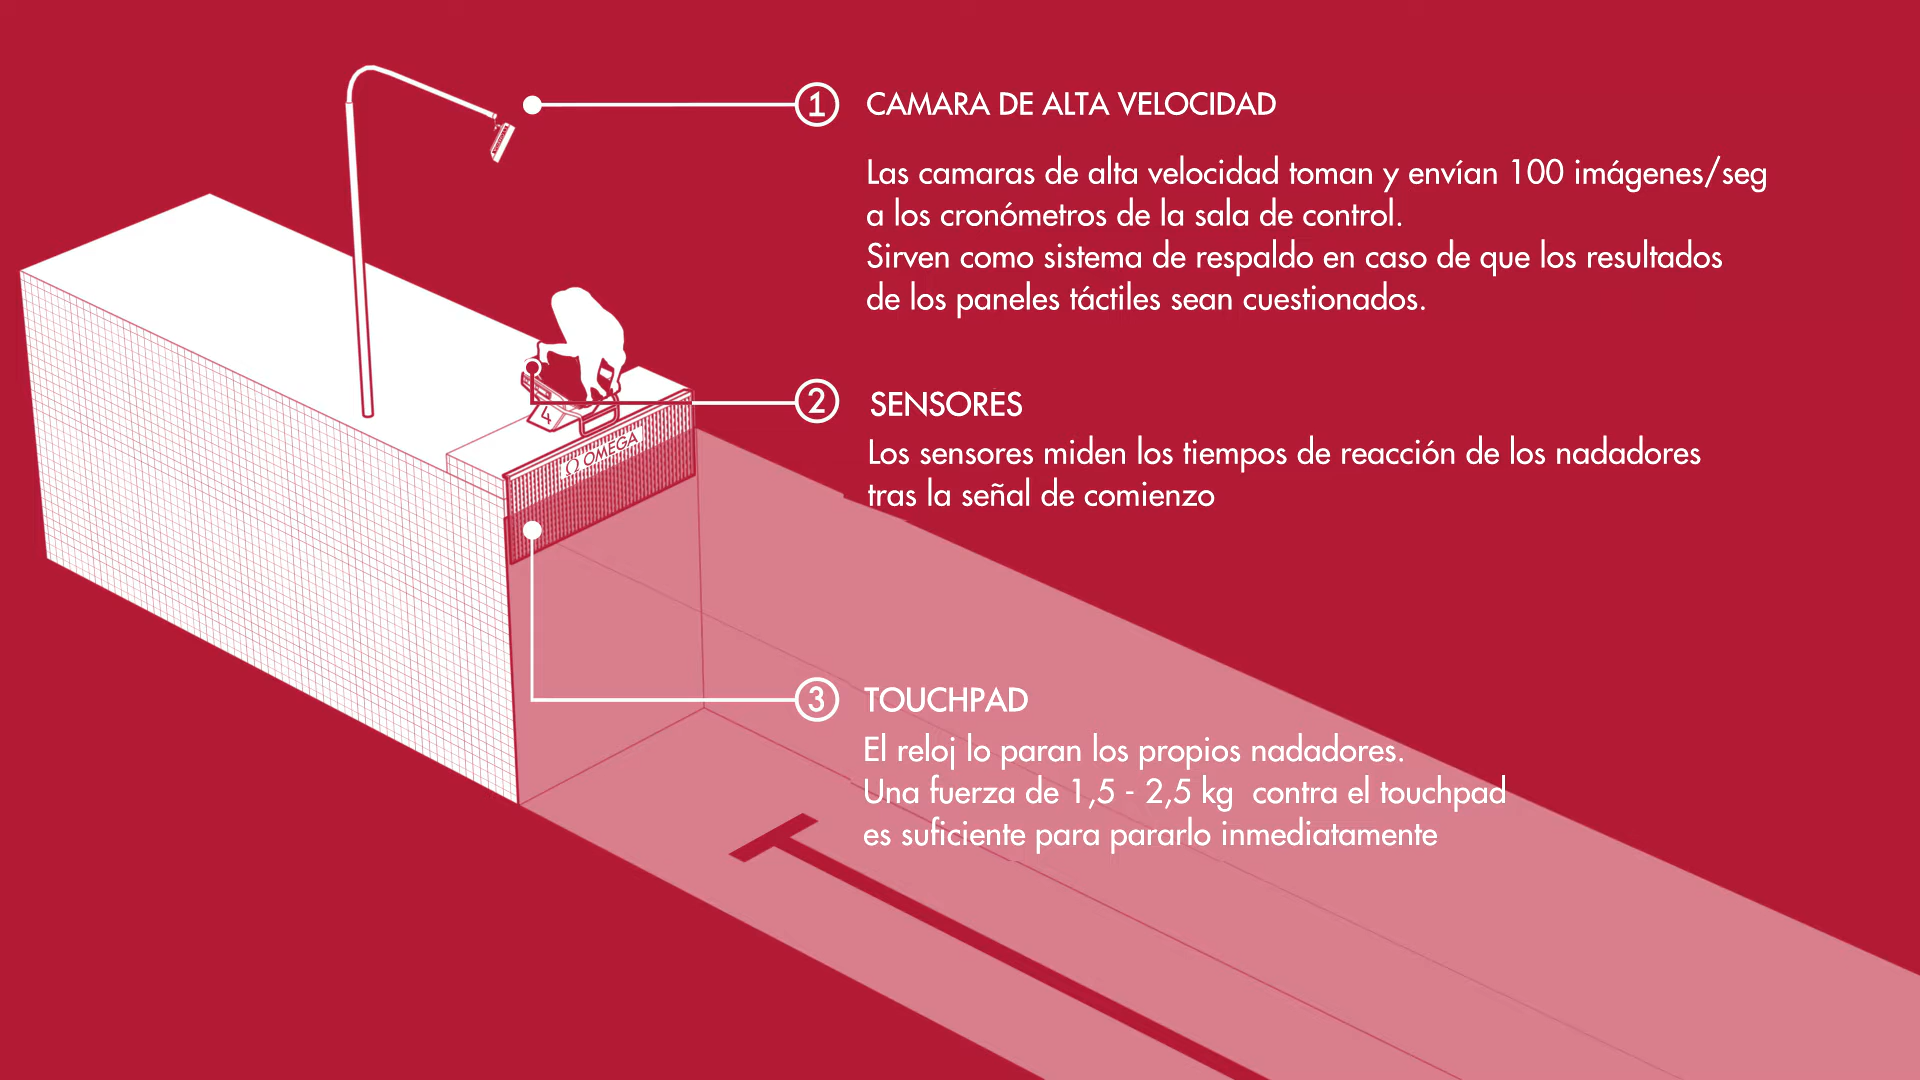 1 CAMARA DE ALTA VELOCIDAD
Las camaras de alta velocidad toman y envían 100 imágenes/seg
a los cronómetros de la sala de control.
Sirven como sistema de respaldo en caso de que los resultados
de los paneles táctiles sean cuestionados.
2 SENSORES
Los sensores miden los tiempos de reacción de los nadadores
tras la señal de comienzo
4
Ω OMEGA
3 TOUCHPAD
El reloj lo paran los propios nadadores.
Una fuerza de 1,5 - 2,5 kg  contra el touchpad
es suficiente para pararlo inmediatamente